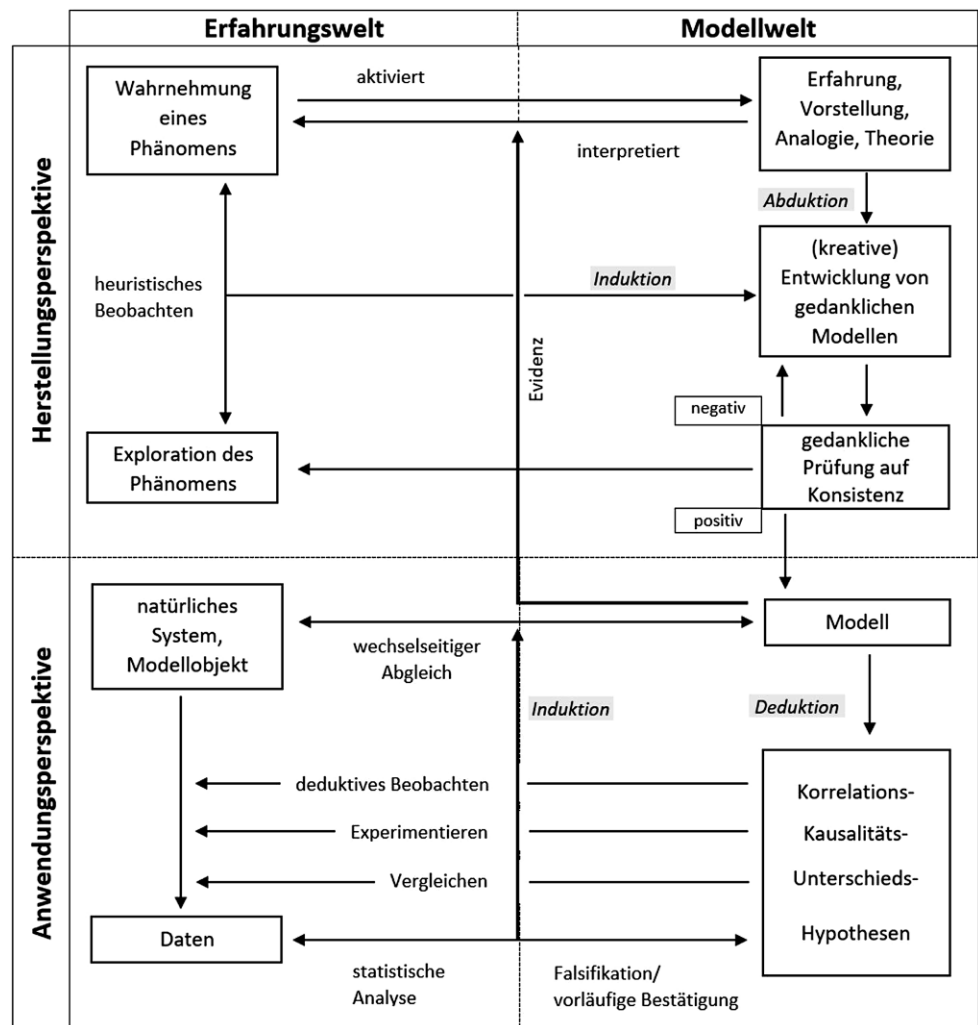 Erfahrungswelt
Modellwelt
Herstellungsperspektive
Wahrnehmung
eines
Phänomens
aktiviert
interpretiert
Erfahrung,
Vorstellung,
Analogie, Theorie
Abduktion
(kreative)
Entwicklung von
gedanklichen
Modellen
heuristisches
Beobachten
Induktion
Evidenz
negativ
gedankliche
Prüfung auf
Konsistenz
positiv
Exploration des
Phänomens
Anwendungsperspektive
natürliches
System,
Modellobjekt
wechselseitiger
Abgleich
Modell
Induktion
Deduktion
deduktives Beobachten
Experimentieren
Vergleichen
Korrelations-
Kausalitäts-
Unterschieds-
Hypothesen
Daten
statistische
Analyse
Falsifikation/
vorläufige Bestätigung